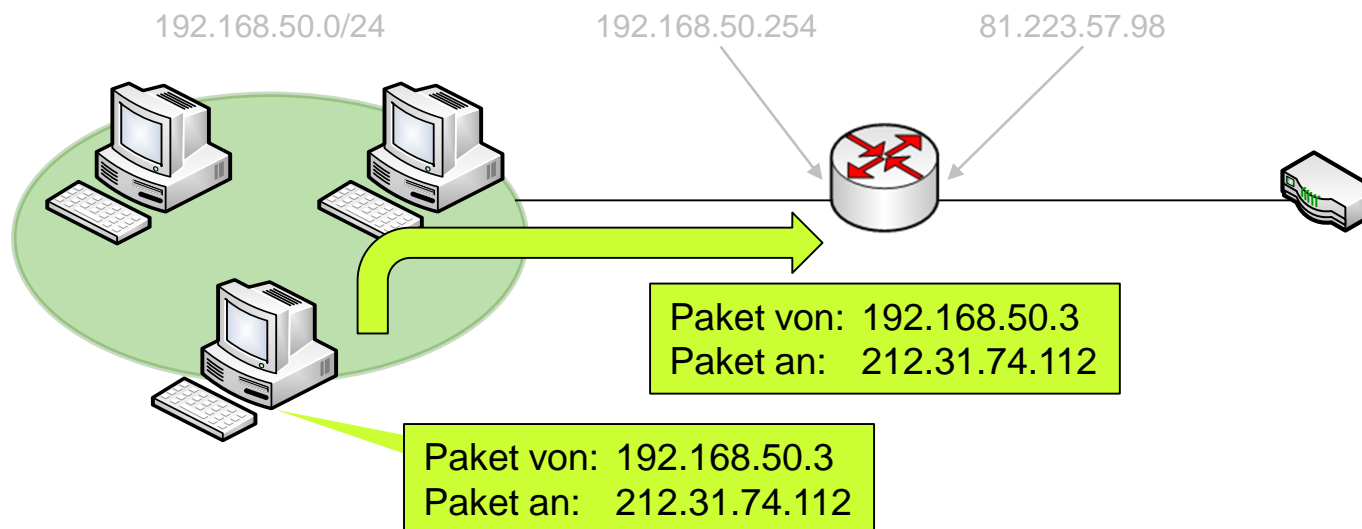 192.168.50.0/24
192.168.50.254
81.223.57.98
Paket von: 192.168.50.3
Paket an: 212.31.74.112
Paket von: 192.168.50.3
Paket an: 212.31.74.112